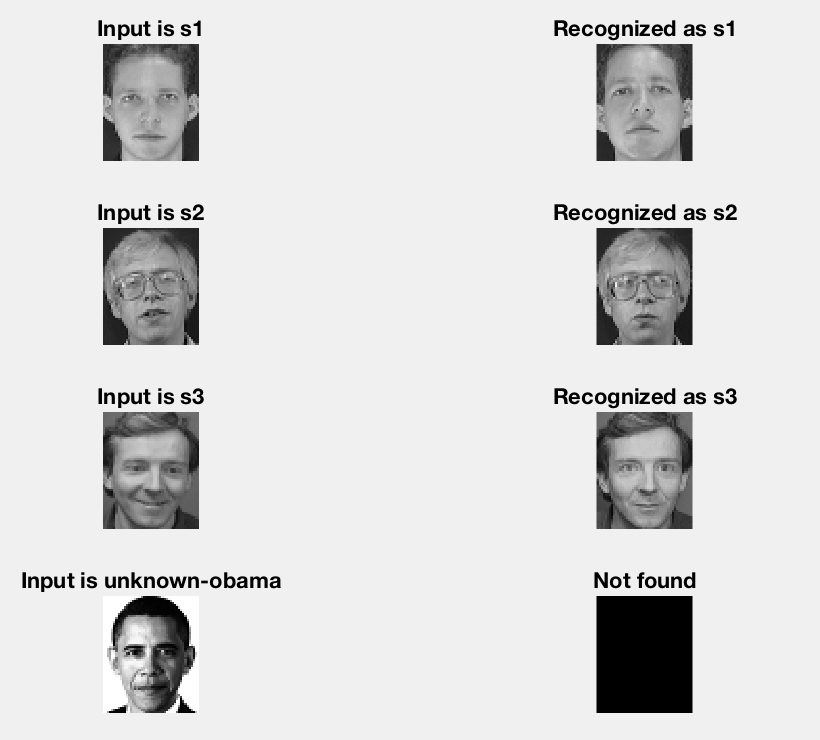 Input is s1
Recognized as s1
Input is s2
Recognized as s2
Input is s3
Recognized as s3
Input is unknown-obama
Not found